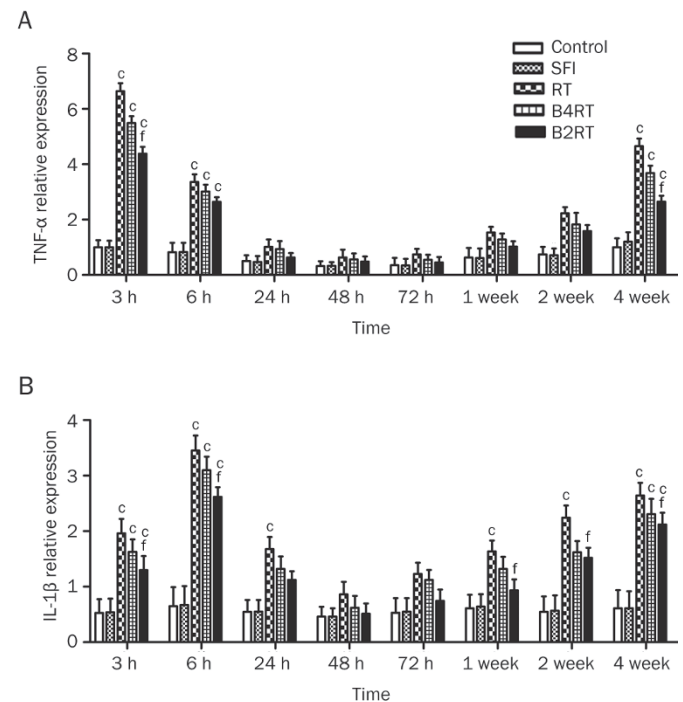 A
Control
SFI
RT
B4RT
B2RT
TNF-α relative expression
8
6
4
2
0
c
c
c
f
c
c
c
c
c
c
f
3 h 6 h 24 h 48 h 72 h 1 week 2 week 4 week
Time
B
IL-1β relative expression
4
3
2
1
0
c
c
c
f
c
c
c
f
c
c
f
c
f
c
c
c
f
3 h 6 h 24 h 48 h 72 h 1 week 2 week 4 week
Time